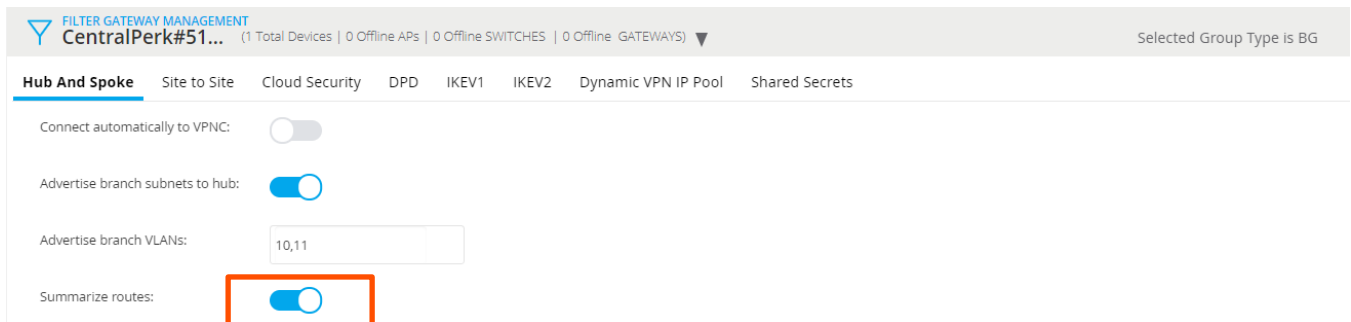 FILTER GATEWAY MANAGEMENT
CentralPerk#51... (1 Total Devices | 0 Offline APs | 0 Offline SWITCHES | 0 Offline GATEWAYS) ▼ Selected Group Type is BG
Hub And Spoke Site to Site Cloud Security DPD IKEV1 IKEV2 Dynamic VPN IP Pool Shared Secrets
Connect automatically to VPNC:
Advertise branch subnets to hub:
Advertise branch VLANs: 10,11
Summarize routes: